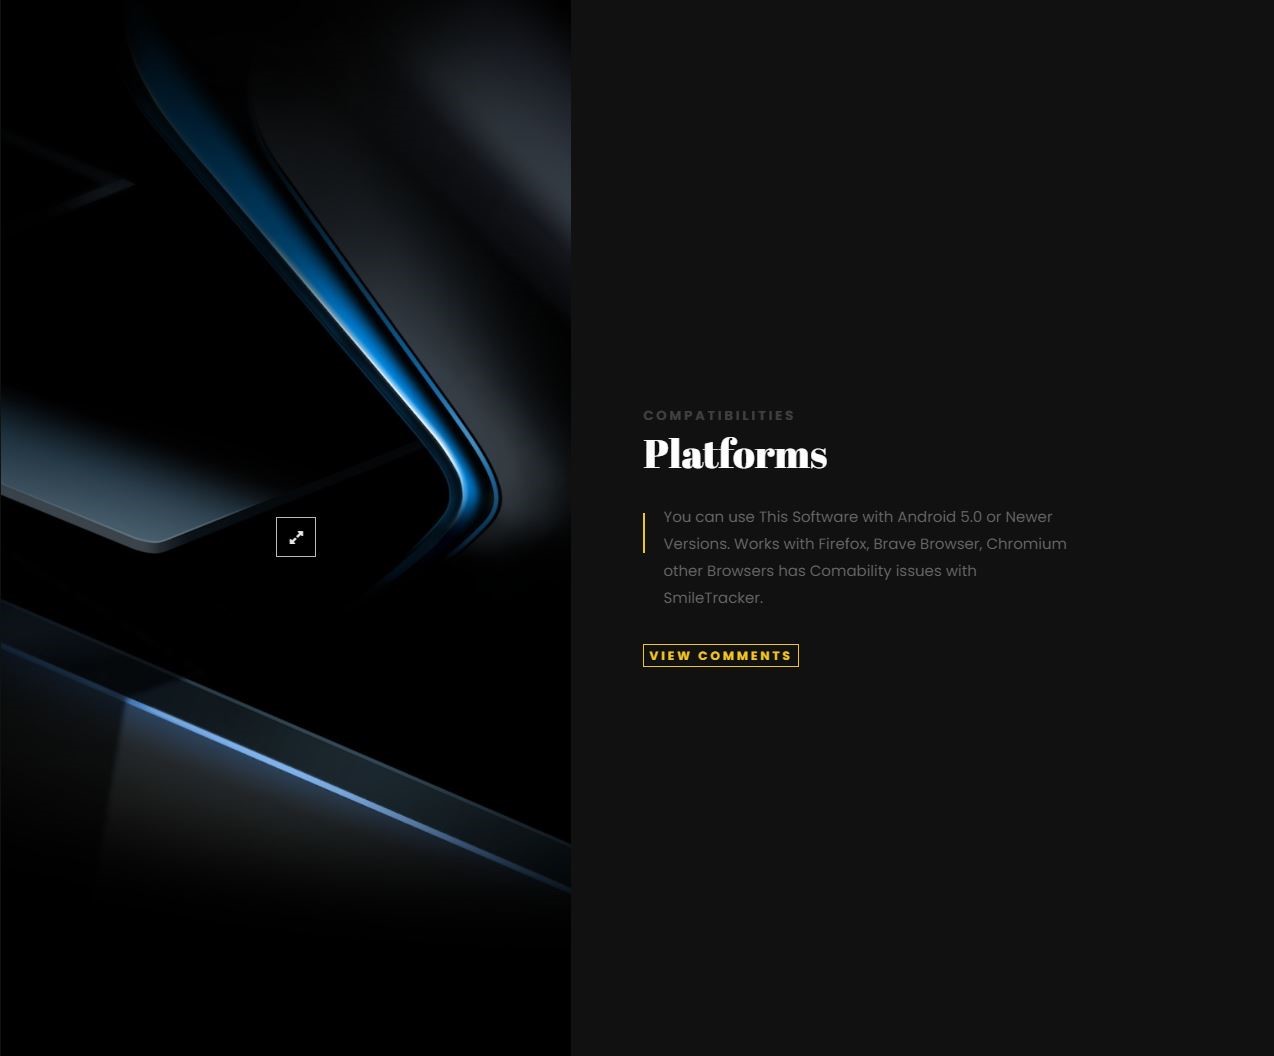 COMPATIBILITIES
Platforms
You can use This Software with Android 5.0 or Newer
Versions. Works with Firefox, Brave Browser, Chromium
other Browsers has Comability issues with
SmileTracker.
VIEW COMMENTS